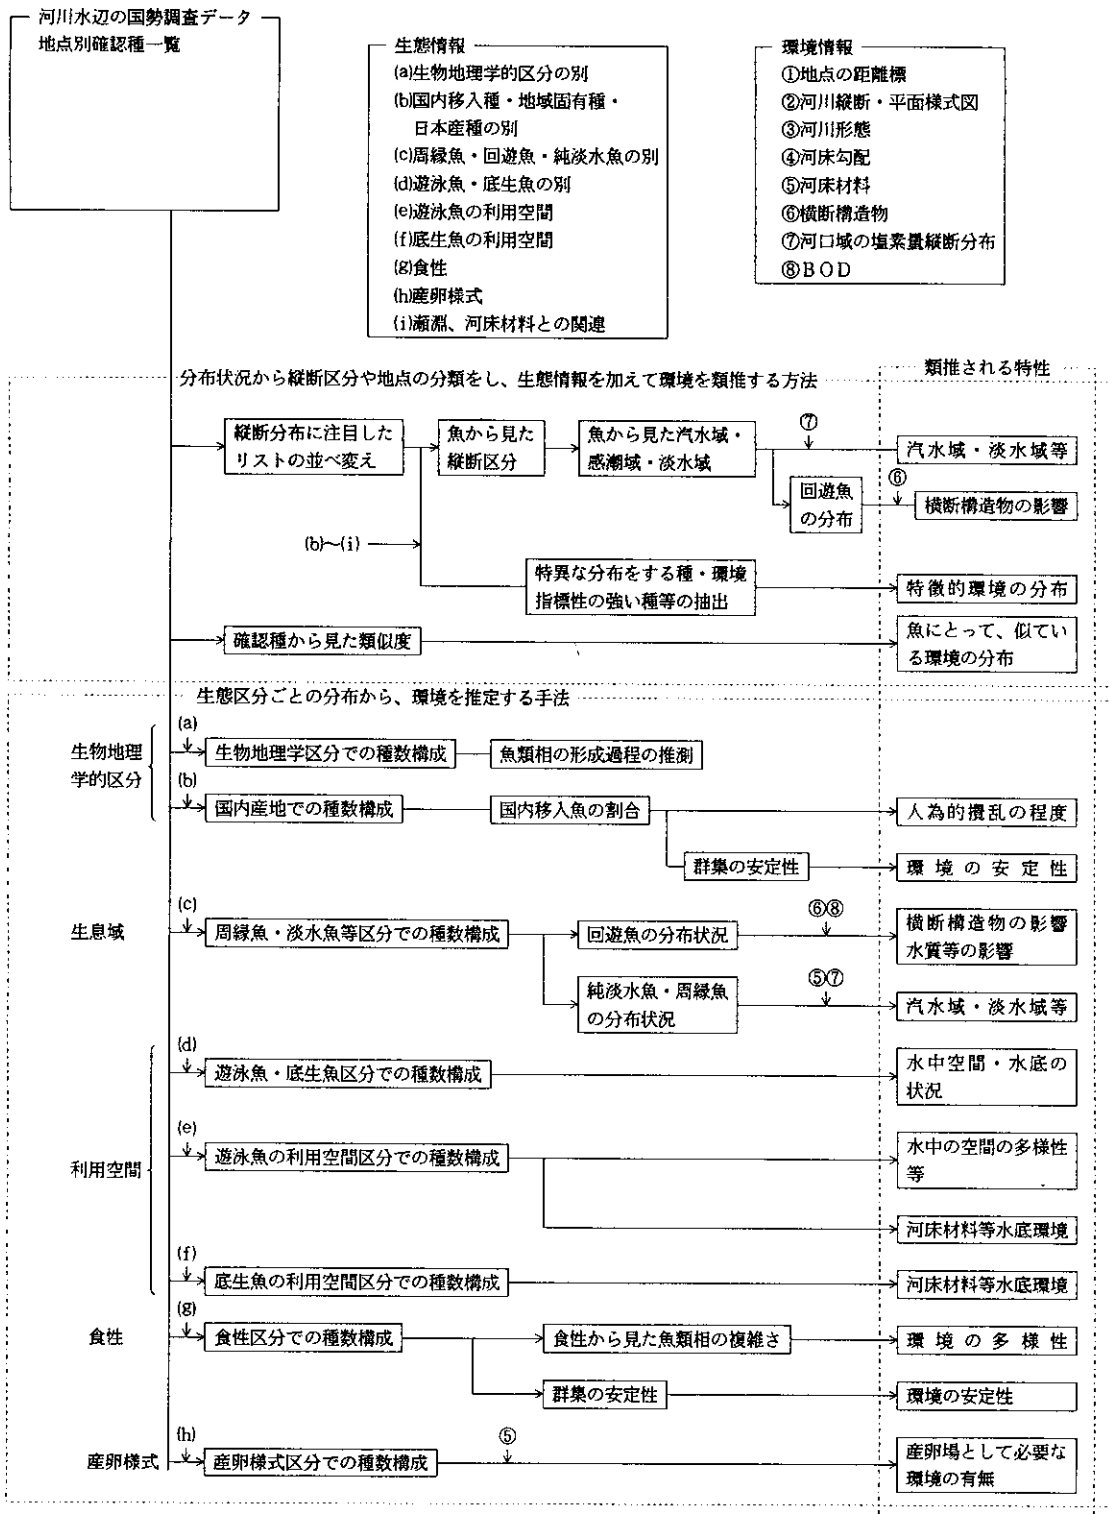 河川水辺の国勢調査データ
地点別確認種一覧
生態情報
(a)生物地理学的区分の別
(b)国内移入種・地域固有種・
日本産種の別
(c)周縁魚・回遊魚・純淡水魚の別
(d)遊泳魚・底生魚の別
(e)遊泳魚の利用空間
(f)底生魚の利用空間
(g)食性
(h)産卵様式
(i)瀬淵、河床材料との関連
環境情報
①地点の距離標
②河川縦断・平面様式図
③河川形態
④河床勾配
⑤河床材料
⑥横断構造物
⑦河口域の塩素量縦断分布
⑧BOD
分布状況から縦断区分や地点の分類をし、生態情報を加えて環境を類推する方法
類推される特性
縦断分布に注目した
リストの並べ変え
魚から見た
縦断区分
魚から見た汽水域・
感潮域・淡水域
⑦
汽水域・淡水域等
回遊魚
の分布
⑥
横断構造物の影響
(b)～(i)
特異な分布をする種・環境
指標性の強い種等の抽出
特徴的環境の分布
確認種から見た類似度
魚にとって、似てい
る環境の分布
生態区分ごとの分布から、環境を推定する手法
生物地理
学的区分
(a)
生物地理学区分での種数構成
魚類相の形成過程の推測
(b)
国内産地での種数構成
国内移入魚の割合
人為的攪乱の程度
群集の安定性
環境の安定性
生息域
(c)
周縁魚・淡水魚等区分での種数構成
回遊魚の分布状況
⑥⑧
横断構造物の影響
水質等の影響
純淡水魚・周縁魚
の分布状況
⑤⑦
汽水域・淡水域等
利用空間
(d)
遊泳魚・底生魚区分での種数構成
水中空間・水底の
状況
(e)
遊泳魚の利用空間区分での種数構成
水中の空間の多様性
等
河床材料等水底環境
(f)
底生魚の利用空間区分での種数構成
河床材料等水底環境
食性
(g)
食性区分での種数構成
食性から見た魚類相の複雑さ
環境の多様性
群集の安定性
環境の安定性
産卵様式
(h)
産卵様式区分での種数構成
⑤
産卵場として必要な
環境の有無